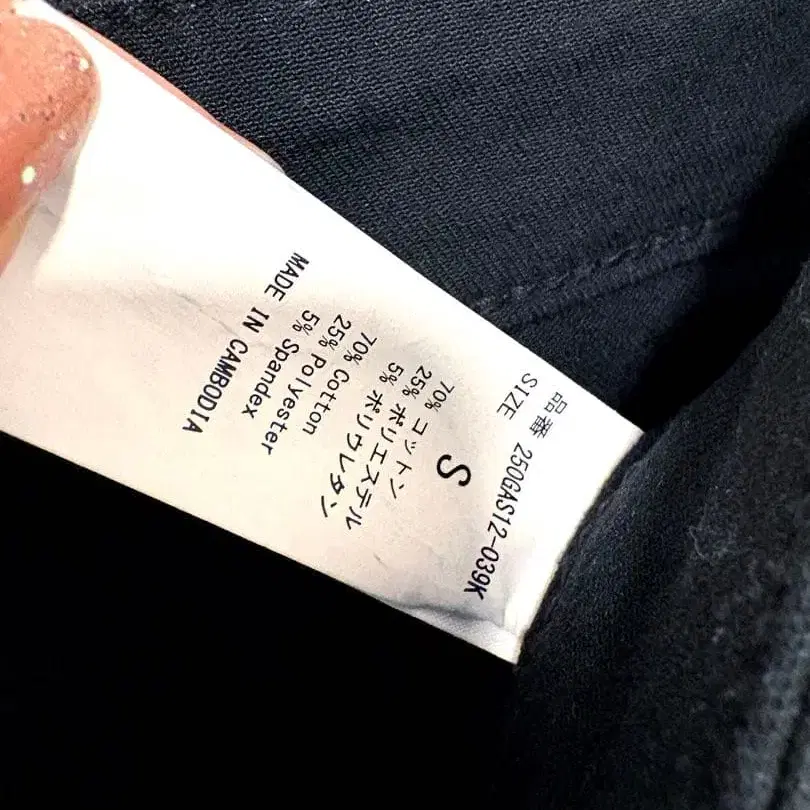 品番 250GAS12-039K
SIZE
S
70% コットン
25% ポリエステル
5% ポリウレタン
70% Cotton
25% Polyester
5% Spandex
MADE IN CAMBODIA